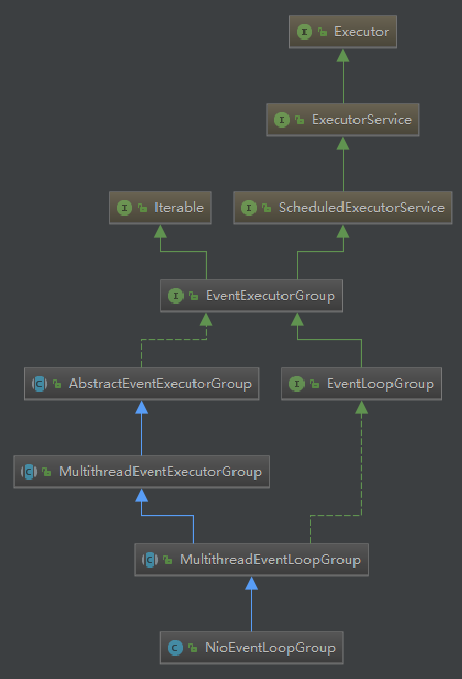 I Executor
I ExecutorService
I Iterable
I ScheduledExecutorService
I EventExecutorGroup
C AbstractEventExecutorGroup
I EventLoopGroup
C MultithreadEventExecutorGroup
C MultithreadEventLoopGroup
C NioEventLoopGroup